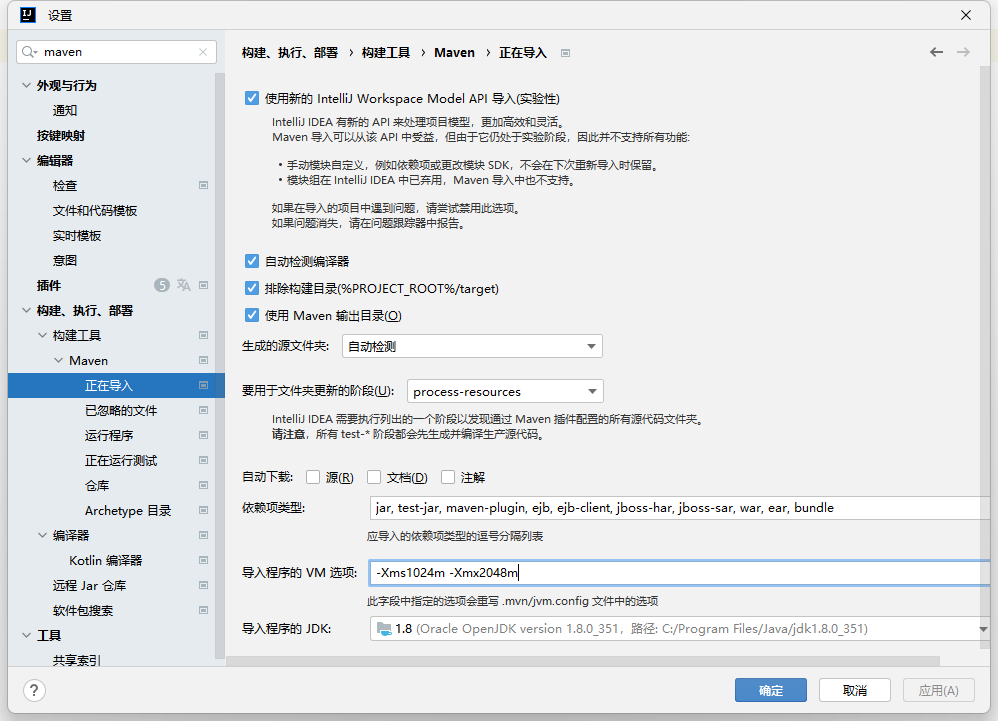 设置
maven
外观与行为
通知
按键映射
编辑器
检查
文件和代码模板
实时模板
意图
插件 5
构建、执行、部署
构建工具
Maven
正在导入
已忽略的文件
运行程序
正在运行测试
仓库
Archetype 目录
编译器
Kotlin 编译器
远程 Jar 仓库
软件包搜索
工具
共享索引
构建、执行、部署 › 构建工具 › Maven › 正在导入
使用新的 IntelliJ Workspace Model API 导入(实验性)
IntelliJ IDEA 有新的 API 来处理项目模型，更加高效和灵活。
Maven 导入可以从该 API 中受益，但由于它仍处于实验阶段，因此并不支持所有功能:
• 手动模块自定义，例如依赖项或更改模块 SDK，不会在下次重新导入时保留。
• 模块组在 IntelliJ IDEA 中已弃用，Maven 导入中也不支持。
如果在导入的项目中遇到问题，请尝试禁用此选项。
如果问题消失，请在问题跟踪器中报告。
自动检测编译器
排除构建目录(%PROJECT_ROOT%/target)
使用 Maven 输出目录(O)
生成的源文件夹: 自动检测
要用于文件夹更新的阶段(U): process-resources
IntelliJ IDEA 需要执行列出的一个阶段以发现通过 Maven 插件配置的所有源代码文件夹。
请注意，所有 test-* 阶段都会先生成并编译生产源代码。
自动下载: 源(R) 文档(D) 注解
依赖项类型: jar, test-jar, maven-plugin, ejb, ejb-client, jboss-har, jboss-sar, war, ear, bundle
应导入的依赖项类型的逗号分隔列表
导入程序的 VM 选项: -Xms1024m -Xmx2048m
此字段中指定的选项会重写 .mvn/jvm.config 文件中的选项
导入程序的 JDK: 1.8 (Oracle OpenJDK version 1.8.0_351，路径: C:/Program Files/Java/jdk1.8.0_351)
? 确定 取消 应用(A)